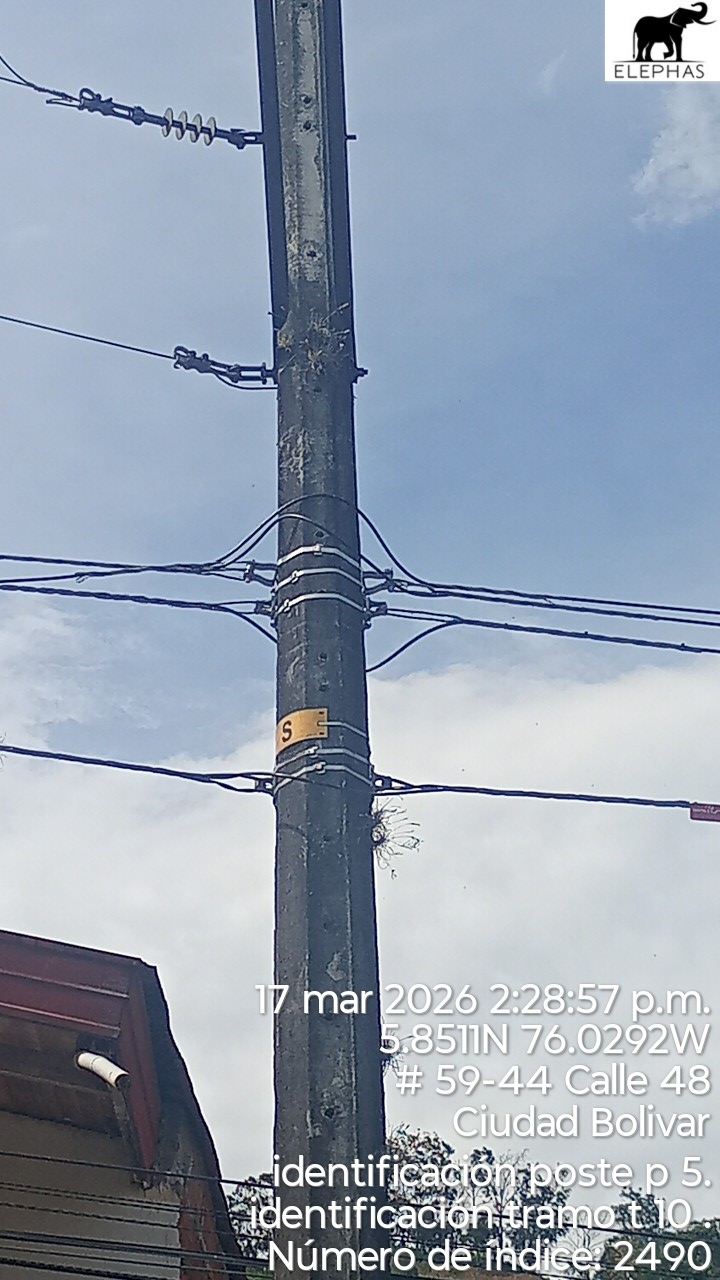 ELEPHAS
S
17 mar 2026 2:28:57 p.m.
5.8511N 76.0292W
# 59-44 Calle 48
Ciudad Bolivar
identificacion poste p 5.
identificacion tramo t 10 .
Número de índice: 2490